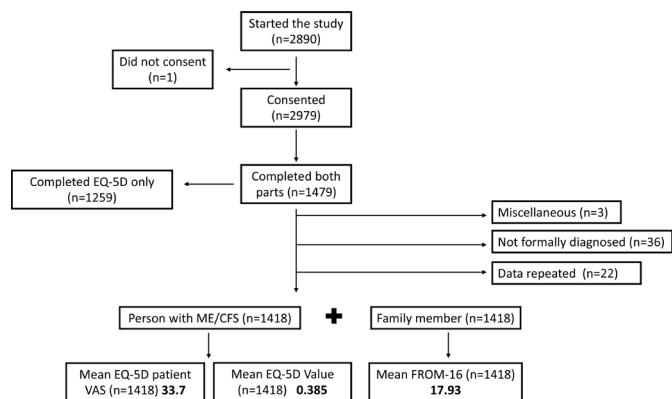 Started the study
(n=2890)
Did not consent
(n=1)
Consented
(n=2979)
Completed both
parts (n=1479)
Completed EQ-5D only
(n=1259)
Miscellaneous (n=3)
Not formally diagnosed (n=36)
Data repeated (n=22)
Person with ME/CFS (n=1418)
Family member (n=1418)
Mean EQ-5D patient
VAS (n=1418) 33.7
Mean EQ-5D Value
(n=1418) 0.385
Mean FROM-16 (n=1418)
17.93